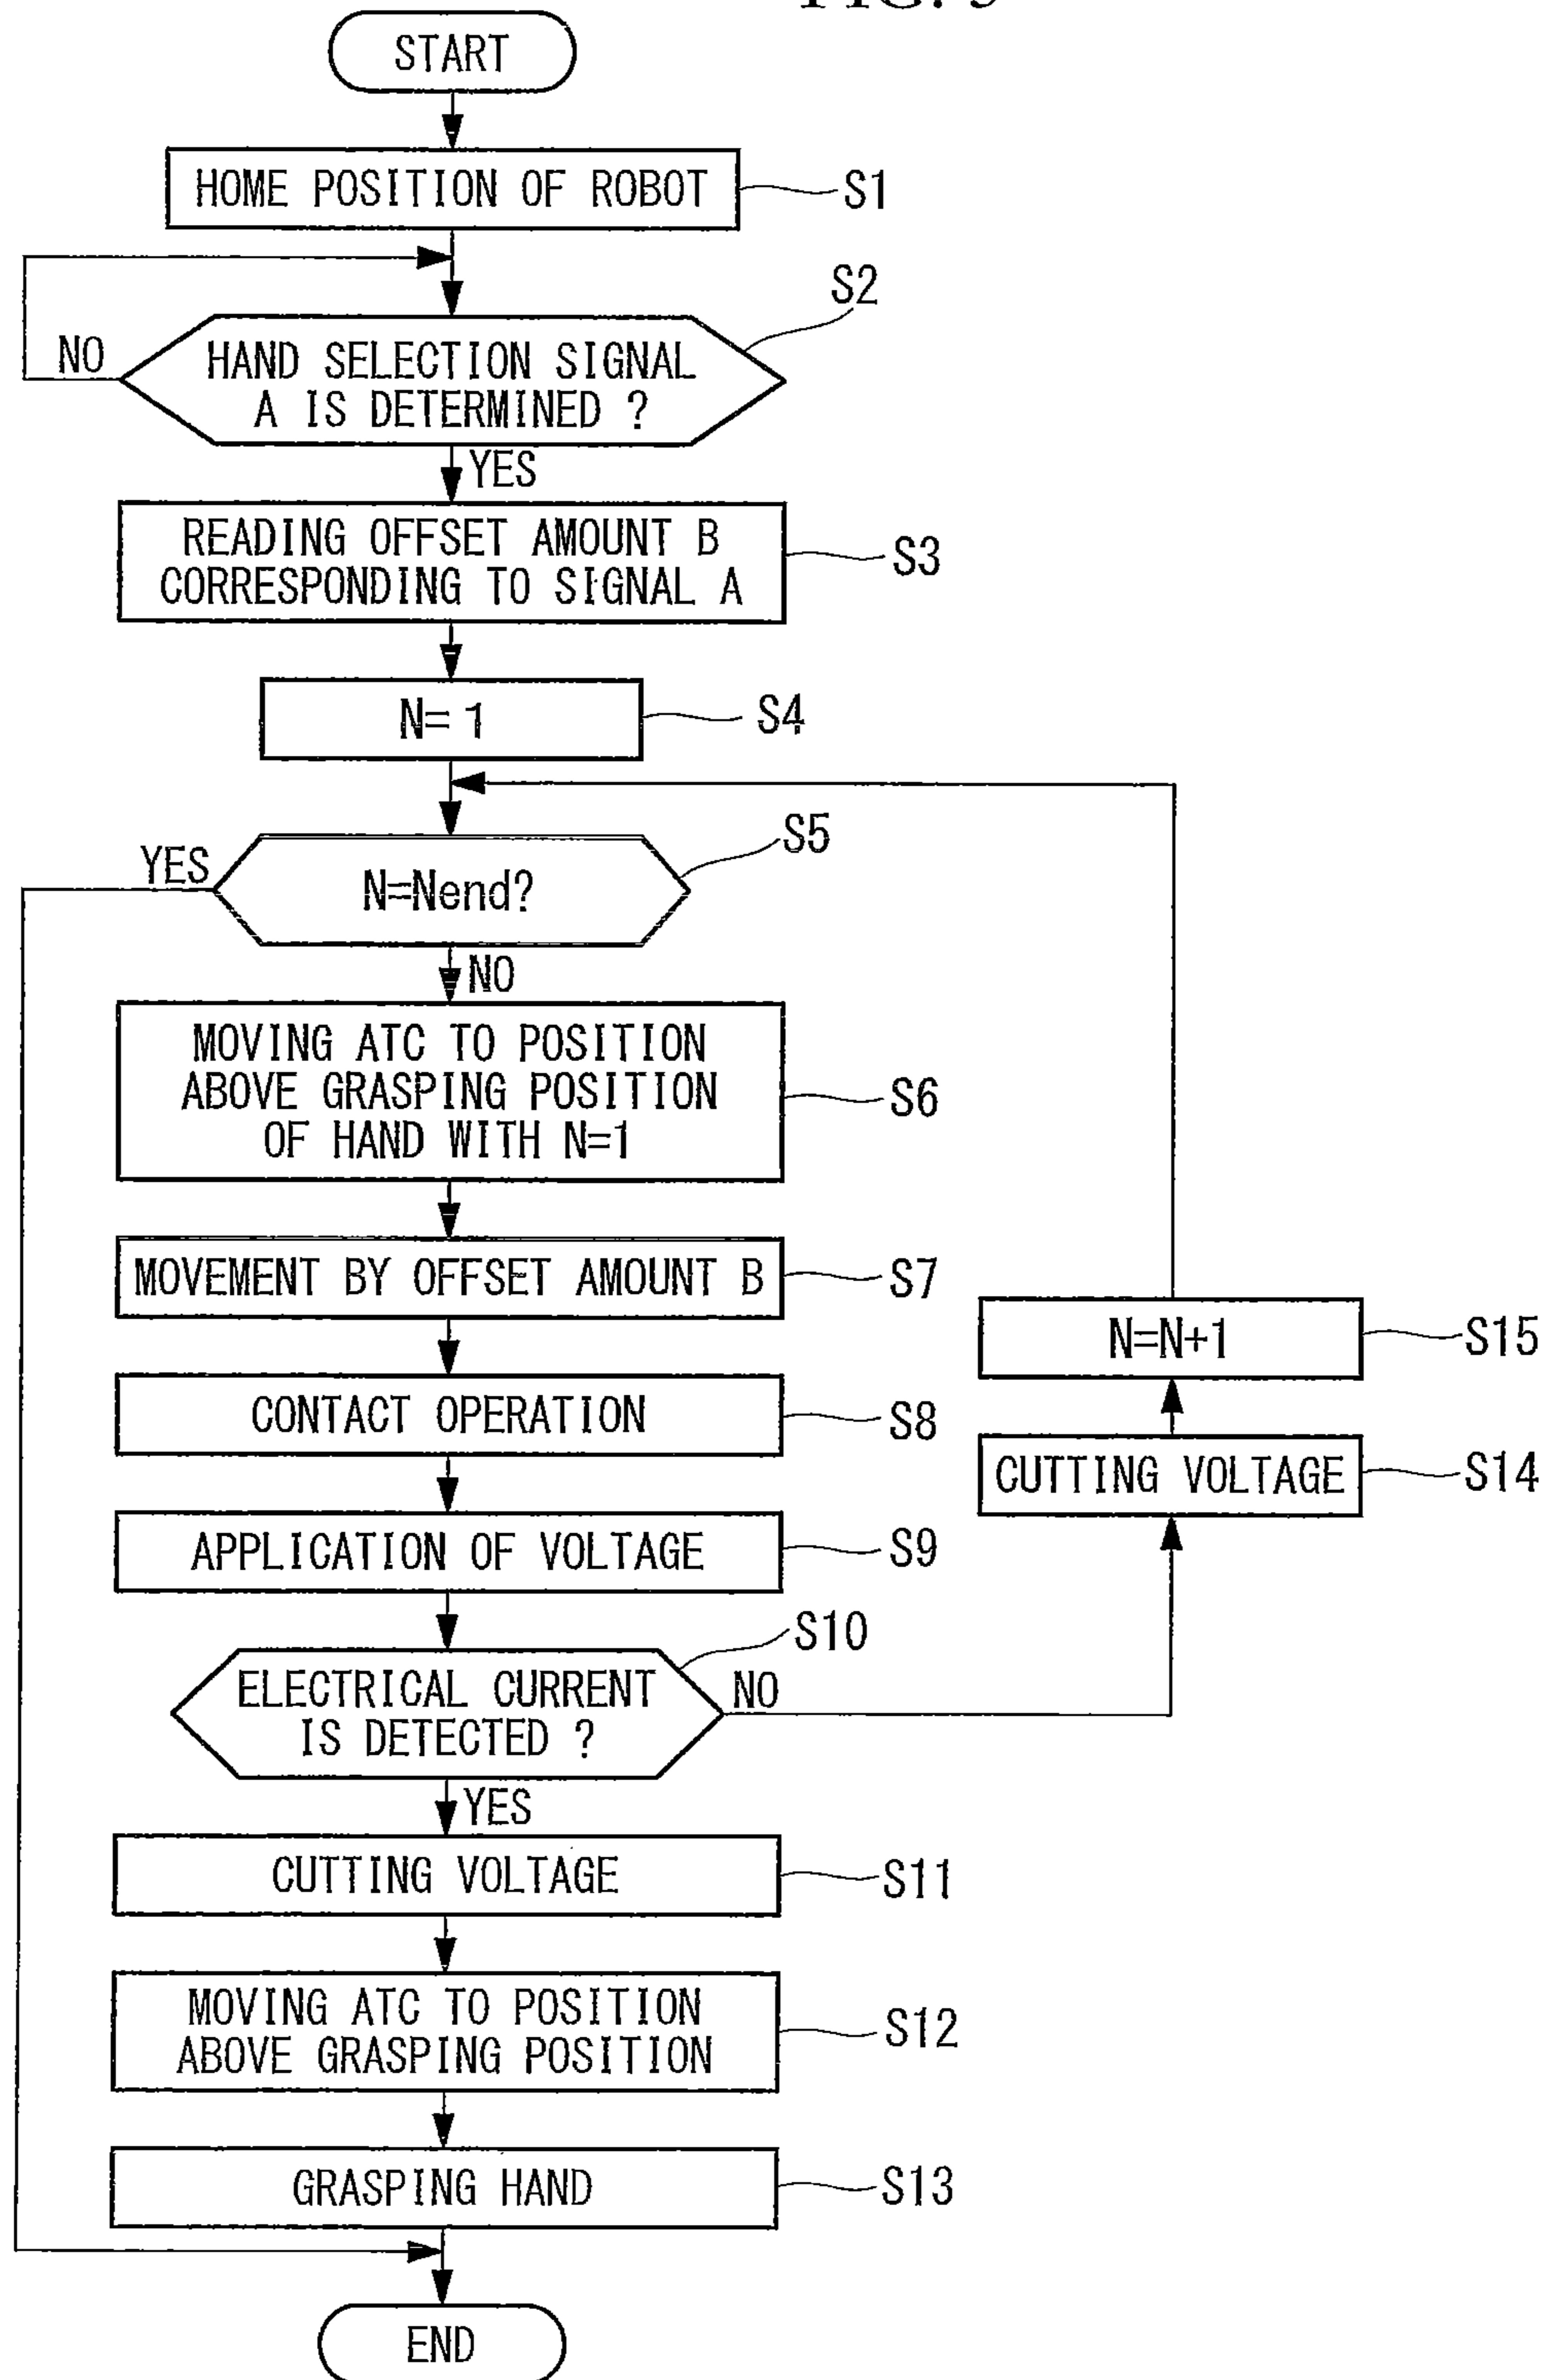 START
HOME POSITION OF ROBOT
S1
S2
NO
HAND SELECTION SIGNAL
A IS DETERMINED ?
YES
READING OFFSET AMOUNT B
CORRESPONDING TO SIGNAL A
S3
N=1
S4
S5
YES
N=Nend?
NO
MOVING ATC TO POSITION
ABOVE GRASPING POSITION
OF HAND WITH N=1
S6
MOVEMENT BY OFFSET AMOUNT B
S7
N=N+1
S15
CONTACT OPERATION
S8
CUTTING VOLTAGE
S14
APPLICATION OF VOLTAGE
S9
S10
ELECTRICAL CURRENT
IS DETECTED ?
NO
YES
CUTTING VOLTAGE
S11
MOVING ATC TO POSITION
ABOVE GRASPING POSITION
S12
GRASPING HAND
S13
END